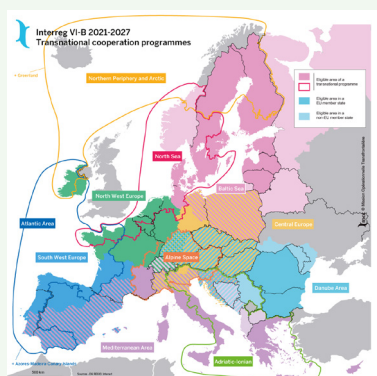 Interreg VI-B 2021-2027
Transnational cooperation programmes
+ Greenland
Northern Periphery and Arctic
Eligible area of a
transnational programme
Eligible area in a
EU member state
Eligible area in a
non-EU member state
North Sea
Baltic Sea
North West Europe
Atlantic Area
Central Europe
South West Europe
Alpine Space
Danube Area
Mediterranean Area
Adriatic-Ionian
500 km